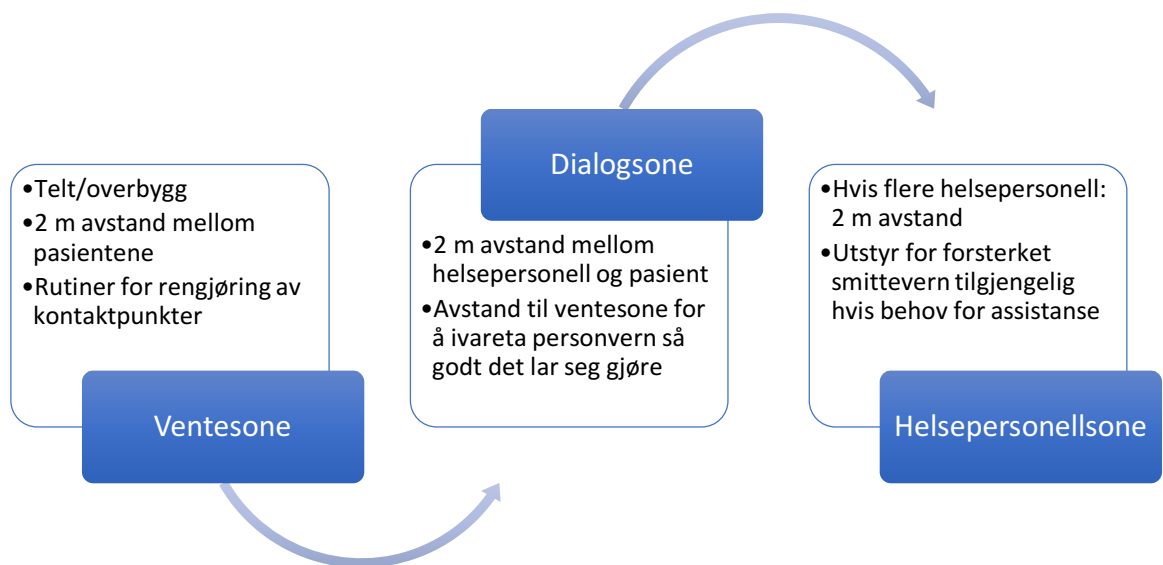 •Telt/overbygg
•2 m avstand mellom
pasientene
•Rutiner for rengjøring av
kontaktpunkter
Ventesone
Dialogsone
•2 m avstand mellom
helsepersonell og pasient
•Avstand til ventesone for
å ivareta personvern så
godt det lar seg gjøre
•Hvis flere helsepersonell:
2 m avstand
•Utstyr for forsterket
smittevern tilgjengelig
hvis behov for assistanse
Helsepersonellsone